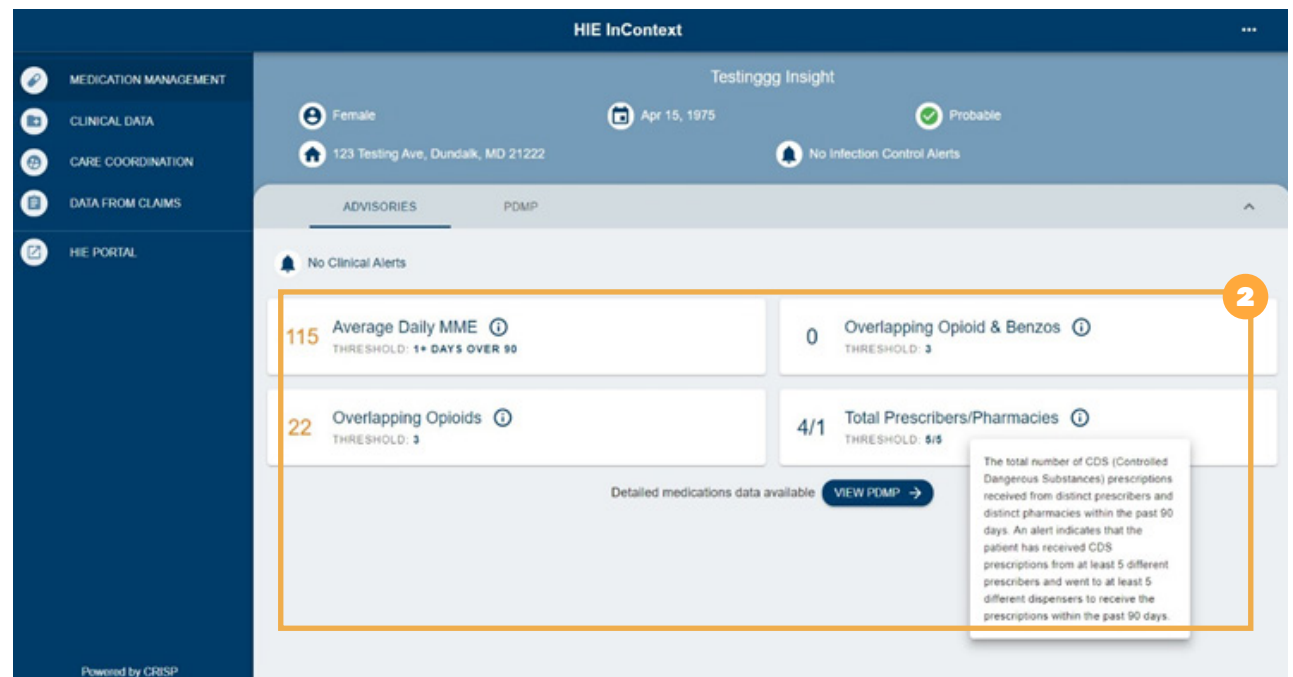 HIE InContext
MEDICATION MANAGEMENT
CLINICAL DATA
CARE COORDINATION
DATA FROM CLAIMS
HIE PORTAL
Powered by CRISP
Testinggg Insight
Female
Apr 15, 1975
Probable
123 Testing Ave, Dundalk, MD 21222
No Infection Control Alerts
ADVISORIES
PDMP
No Clinical Alerts
2
115
Average Daily MME
THRESHOLD: 1+ DAYS OVER 90
0
Overlapping Opioid & Benzos
THRESHOLD: 3
22
Overlapping Opioids
THRESHOLD: 3
4/1
Total Prescribers/Pharmacies
THRESHOLD: 5/5
Detailed medications data available
VIEW PDMP
The total number of CDS (Controlled
Dangerous Substances) prescriptions
received from distinct prescribers and
distinct pharmacies within the past 90
days. An alert indicates that the
patient has received CDS
prescriptions from at least 5 different
prescribers and went to at least 5
different dispensers to receive the
prescriptions within the past 90 days.